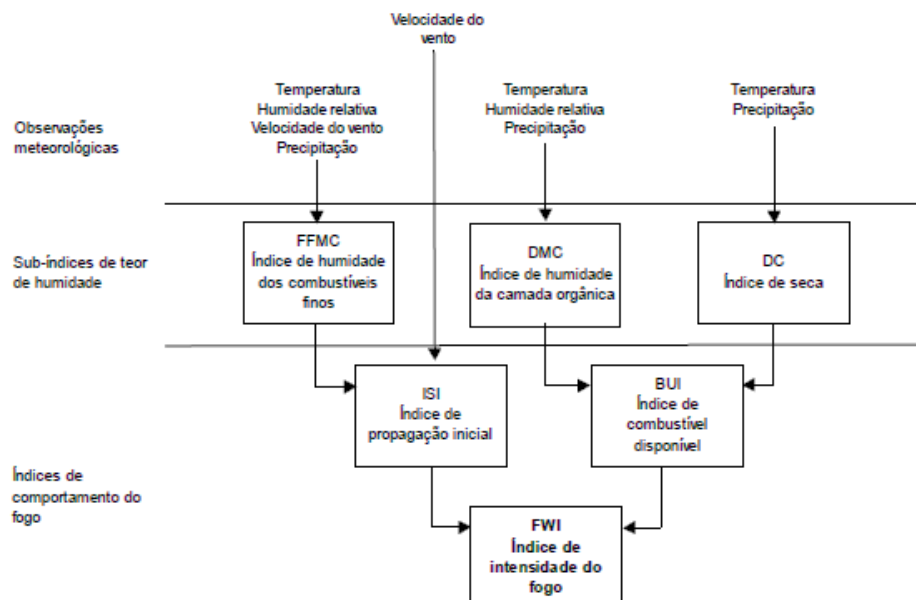 Velocidade do
vento
Observações
meteorológicas
Temperatura
Humidade relativa
Velocidade do vento
Precipitação
Temperatura
Humidade relativa
Precipitação
Temperatura
Precipitação
Sub-índices de teor
de humidade
FFMC
Índice de humidade
dos combustíveis
finos
DMC
Índice de humidade
da camada orgânica
DC
Índice de seca
Índices de
comportamento do
fogo
ISI
Índice de
propagação inicial
BUI
Índice de
combustível
disponível
FWI
Índice de
intensidade do
fogo